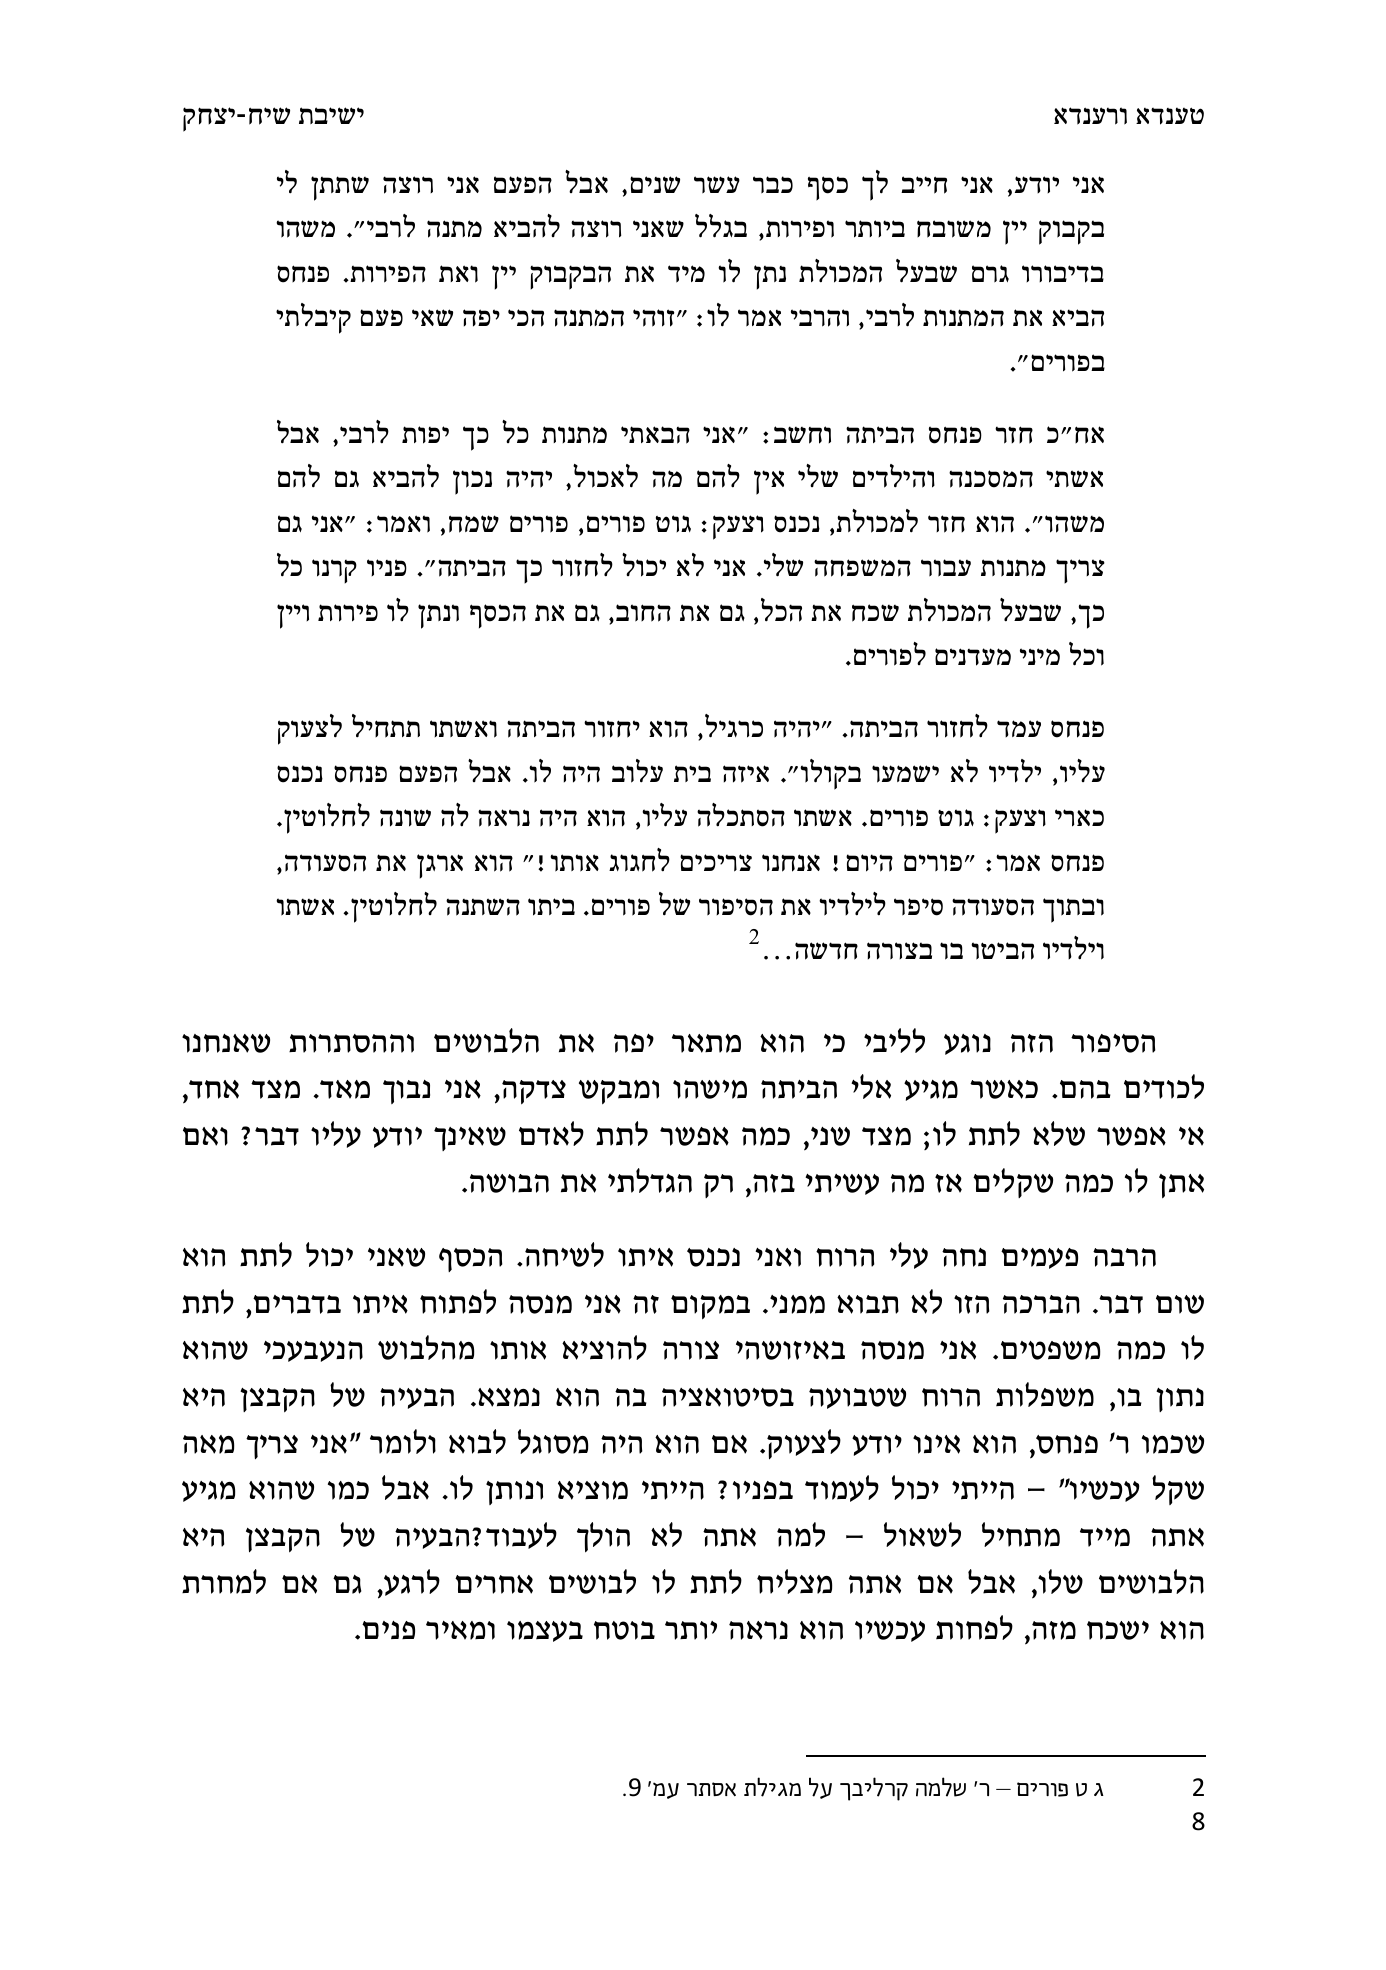 טענדא ורענדא
ישיבת שיח-יצחק
אני יודע, אני חייב לך כסף כבר עשר שנים, אבל הפעם אני רוצה שתתן לי
בקבוק יין משובח ביותר ופירות, בגלל שאני רוצה להביא מתנה לרבי״. משהו
בדיבורו גרם שבעל המכולת נתן לו מיד את הבקבוק יין ואת הפירות. פנחס
הביא את המתנות לרבי, והרבי אמר לו: ״זוהי המתנה הכי יפה שאי פעם קיבלתי
בפורים״.
אח״כ חזר פנחס הביתה וחשב: ״אני הבאתי מתנות כל כך יפות לרבי, אבל
אשתי המסכנה והילדים שלי אין להם מה לאכול, יהיה נכון להביא גם להם
משהו״. הוא חזר למכולת, נכנס וצעק: גוט פורים, פורים שמח, ואמר: ״אני גם
צריך מתנות עבור המשפחה שלי. אני לא יכול לחזור כך הביתה״. פניו קרנו כל
כך, שבעל המכולת שכח את הכל, גם את החוב, גם את הכסף ונתן לו פירות ויין
וכל מיני מעדנים לפורים.
פנחס עמד לחזור הביתה. ״יהיה כרגיל, הוא יחזור הביתה ואשתו תתחיל לצעוק
עליו, ילדיו לא ישמעו בקולו״. איזה בית עלוב היה לו. אבל הפעם פנחס נכנס
כארי וצעק: גוט פורים. אשתו הסתכלה עליו, הוא היה נראה לה שונה לחלוטין.
פנחס אמר: ״פורים היום! אנחנו צריכים לחגוג אותו!״ הוא ארגן את הסעודה,
ובתוך הסעודה סיפר לילדיו את הסיפור של פורים. ביתו השתנה לחלוטין. אשתו
וילדיו הביטו בו בצורה חדשה...2
הסיפור הזה נוגע לליבי כי הוא מתאר יפה את הלבושים וההסתרות שאנחנו
לכודים בהם. כאשר מגיע אלי הביתה מישהו ומבקש צדקה, אני נבוך מאד. מצד אחד,
אי אפשר שלא לתת לו; מצד שני, כמה אפשר לתת לאדם שאינך יודע עליו דבר? ואם
אתן לו כמה שקלים אז מה עשיתי בזה, רק הגדלתי את הבושה.
הרבה פעמים נחה עלי הרוח ואני נכנס איתו לשיחה. הכסף שאני יכול לתת הוא
שום דבר. הברכה הזו לא תבוא ממני. במקום זה אני מנסה לפתוח איתו בדברים, לתת
לו כמה משפטים. אני מנסה באיזושהי צורה להוציא אותו מהלבוש הנעבעכי שהוא
נתון בו, משפלות הרוח שטבועה בסיטואציה בה הוא נמצא. הבעיה של הקבצן היא
שכמו ר׳ פנחס, הוא אינו יודע לצעוק. אם הוא היה מסוגל לבוא ולומר ״אני צריך מאה
שקל עכשיו״ – הייתי יכול לעמוד בפניו? הייתי מוציא ונותן לו. אבל כמו שהוא מגיע
אתה מייד מתחיל לשאול – למה אתה לא הולך לעבוד?הבעיה של הקבצן היא
הלבושים שלו, אבל אם אתה מצליח לתת לו לבושים אחרים לרגע, גם אם למחרת
הוא ישכח מזה, לפחות עכשיו הוא נראה יותר בוטח בעצמו ומאיר פנים.
2 ג ט פורים – ר׳ שלמה קרליבך על מגילת אסתר עמ׳ 9.
8